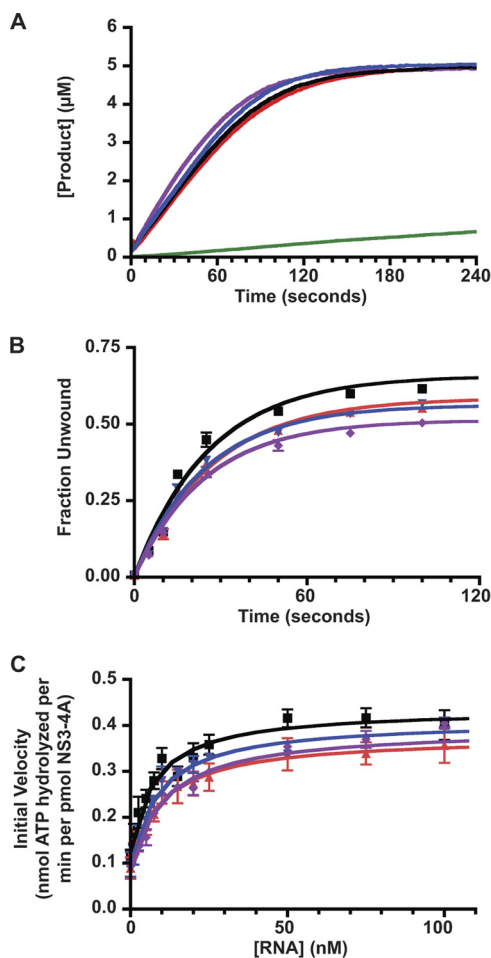 A
6
5
4
3
2
1
0
[Product] (µM)
0 60 120 180 240
Time (seconds)
B
0.75
0.50
0.25
0.00
Fraction Unwound
0 60 120
Time (seconds)
C
0.5
0.4
0.3
0.2
0.1
0.0
Initial Velocity
(nmol ATP hydrolyzed per
min per pmol NS3-4A)
0 50 100
[RNA] (nM)